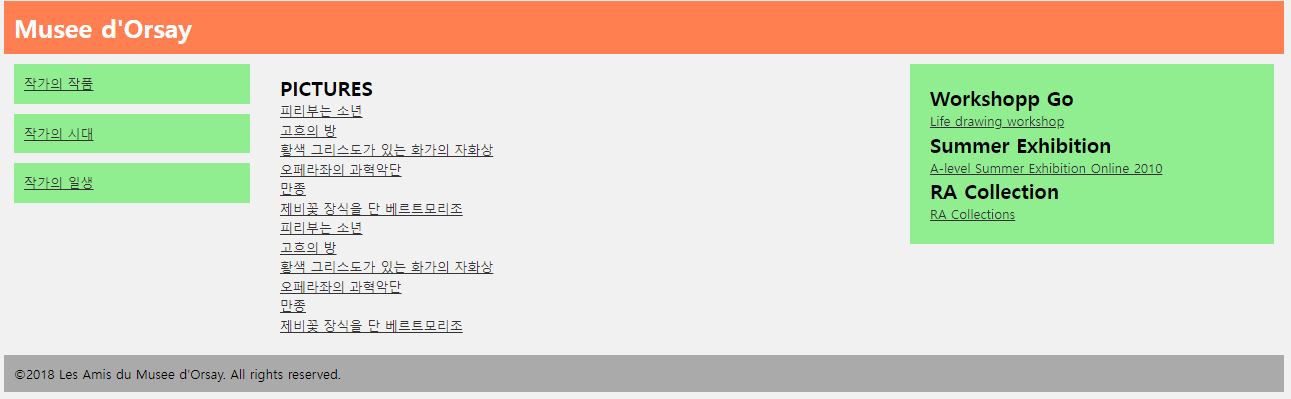 Musee d'Orsay
작가의 작품
작가의 시대
작가의 일생
PICTURES
피리부는 소년
고흐의 방
황색 그리스도가 있는 화가의 자화상
오페라좌의 과혁악단
만종
제비꽃 장식을 단 베르트모리조
피리부는 소년
고흐의 방
황색 그리스도가 있는 화가의 자화상
오페라좌의 과혁악단
만종
제비꽃 장식을 단 베르트모리조
Workshopp Go
Life drawing workshop
Summer Exhibition
A-level Summer Exhibition Online 2010
RA Collection
RA Collections
©2018 Les Amis du Musee d'Orsay. All rights reserved.